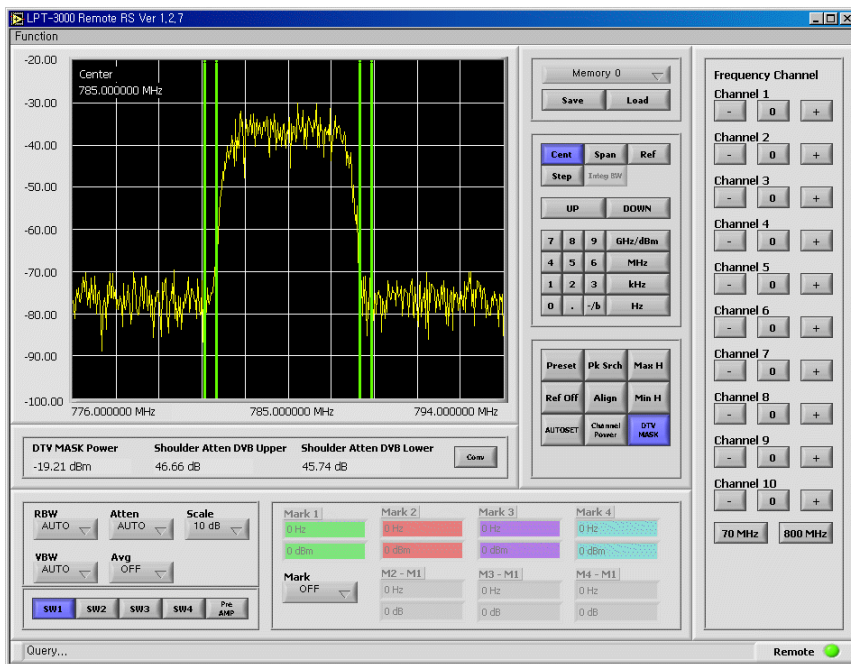 LPT-3000 Remote RS Ver 1,2,7
Function
-20.00
-30.00
-40.00
-50.00
-60.00
-70.00
-80.00
-90.00
-100.00
Center
785.000000 MHz
776.000000 MHz 785.000000 MHz 794.000000 MHz
DTV MASK Power Shoulder Atten DVB Upper Shoulder Atten DVB Lower
-19.21 dBm 46.66 dB 45.74 dB
Conv
RBW Atten Scale
AUTO AUTO 10 dB
VBW Avg
AUTO OFF
SW1 SW2 SW3 SW4 Pre AMP
Mark 1 Mark 2 Mark 3 Mark 4
0 Hz 0 Hz 0 Hz 0 Hz
0 dBm 0 dBm 0 dBm 0 dBm
Mark M2 - M1 M3 - M1 M4 - M1
OFF 0 Hz 0 Hz 0 Hz
0 dB 0 dB 0 dB
Memory 0
Save Load
Cent Span Ref
Step Integ BW
UP DOWN
7 8 9 GHz/dBm
4 5 6 MHz
1 2 3 kHz
0 . -/b Hz
Preset Pk Srch Max H
Ref Off Align Min H
AUTOSET Channel Power DTV MASK
Frequency Channel
Channel 1
- 0 +
Channel 2
- 0 +
Channel 3
- 0 +
Channel 4
- 0 +
Channel 5
- 0 +
Channel 6
- 0 +
Channel 7
- 0 +
Channel 8
- 0 +
Channel 9
- 0 +
Channel 10
- 0 +
70 MHz 800 MHz
Query...
Remote